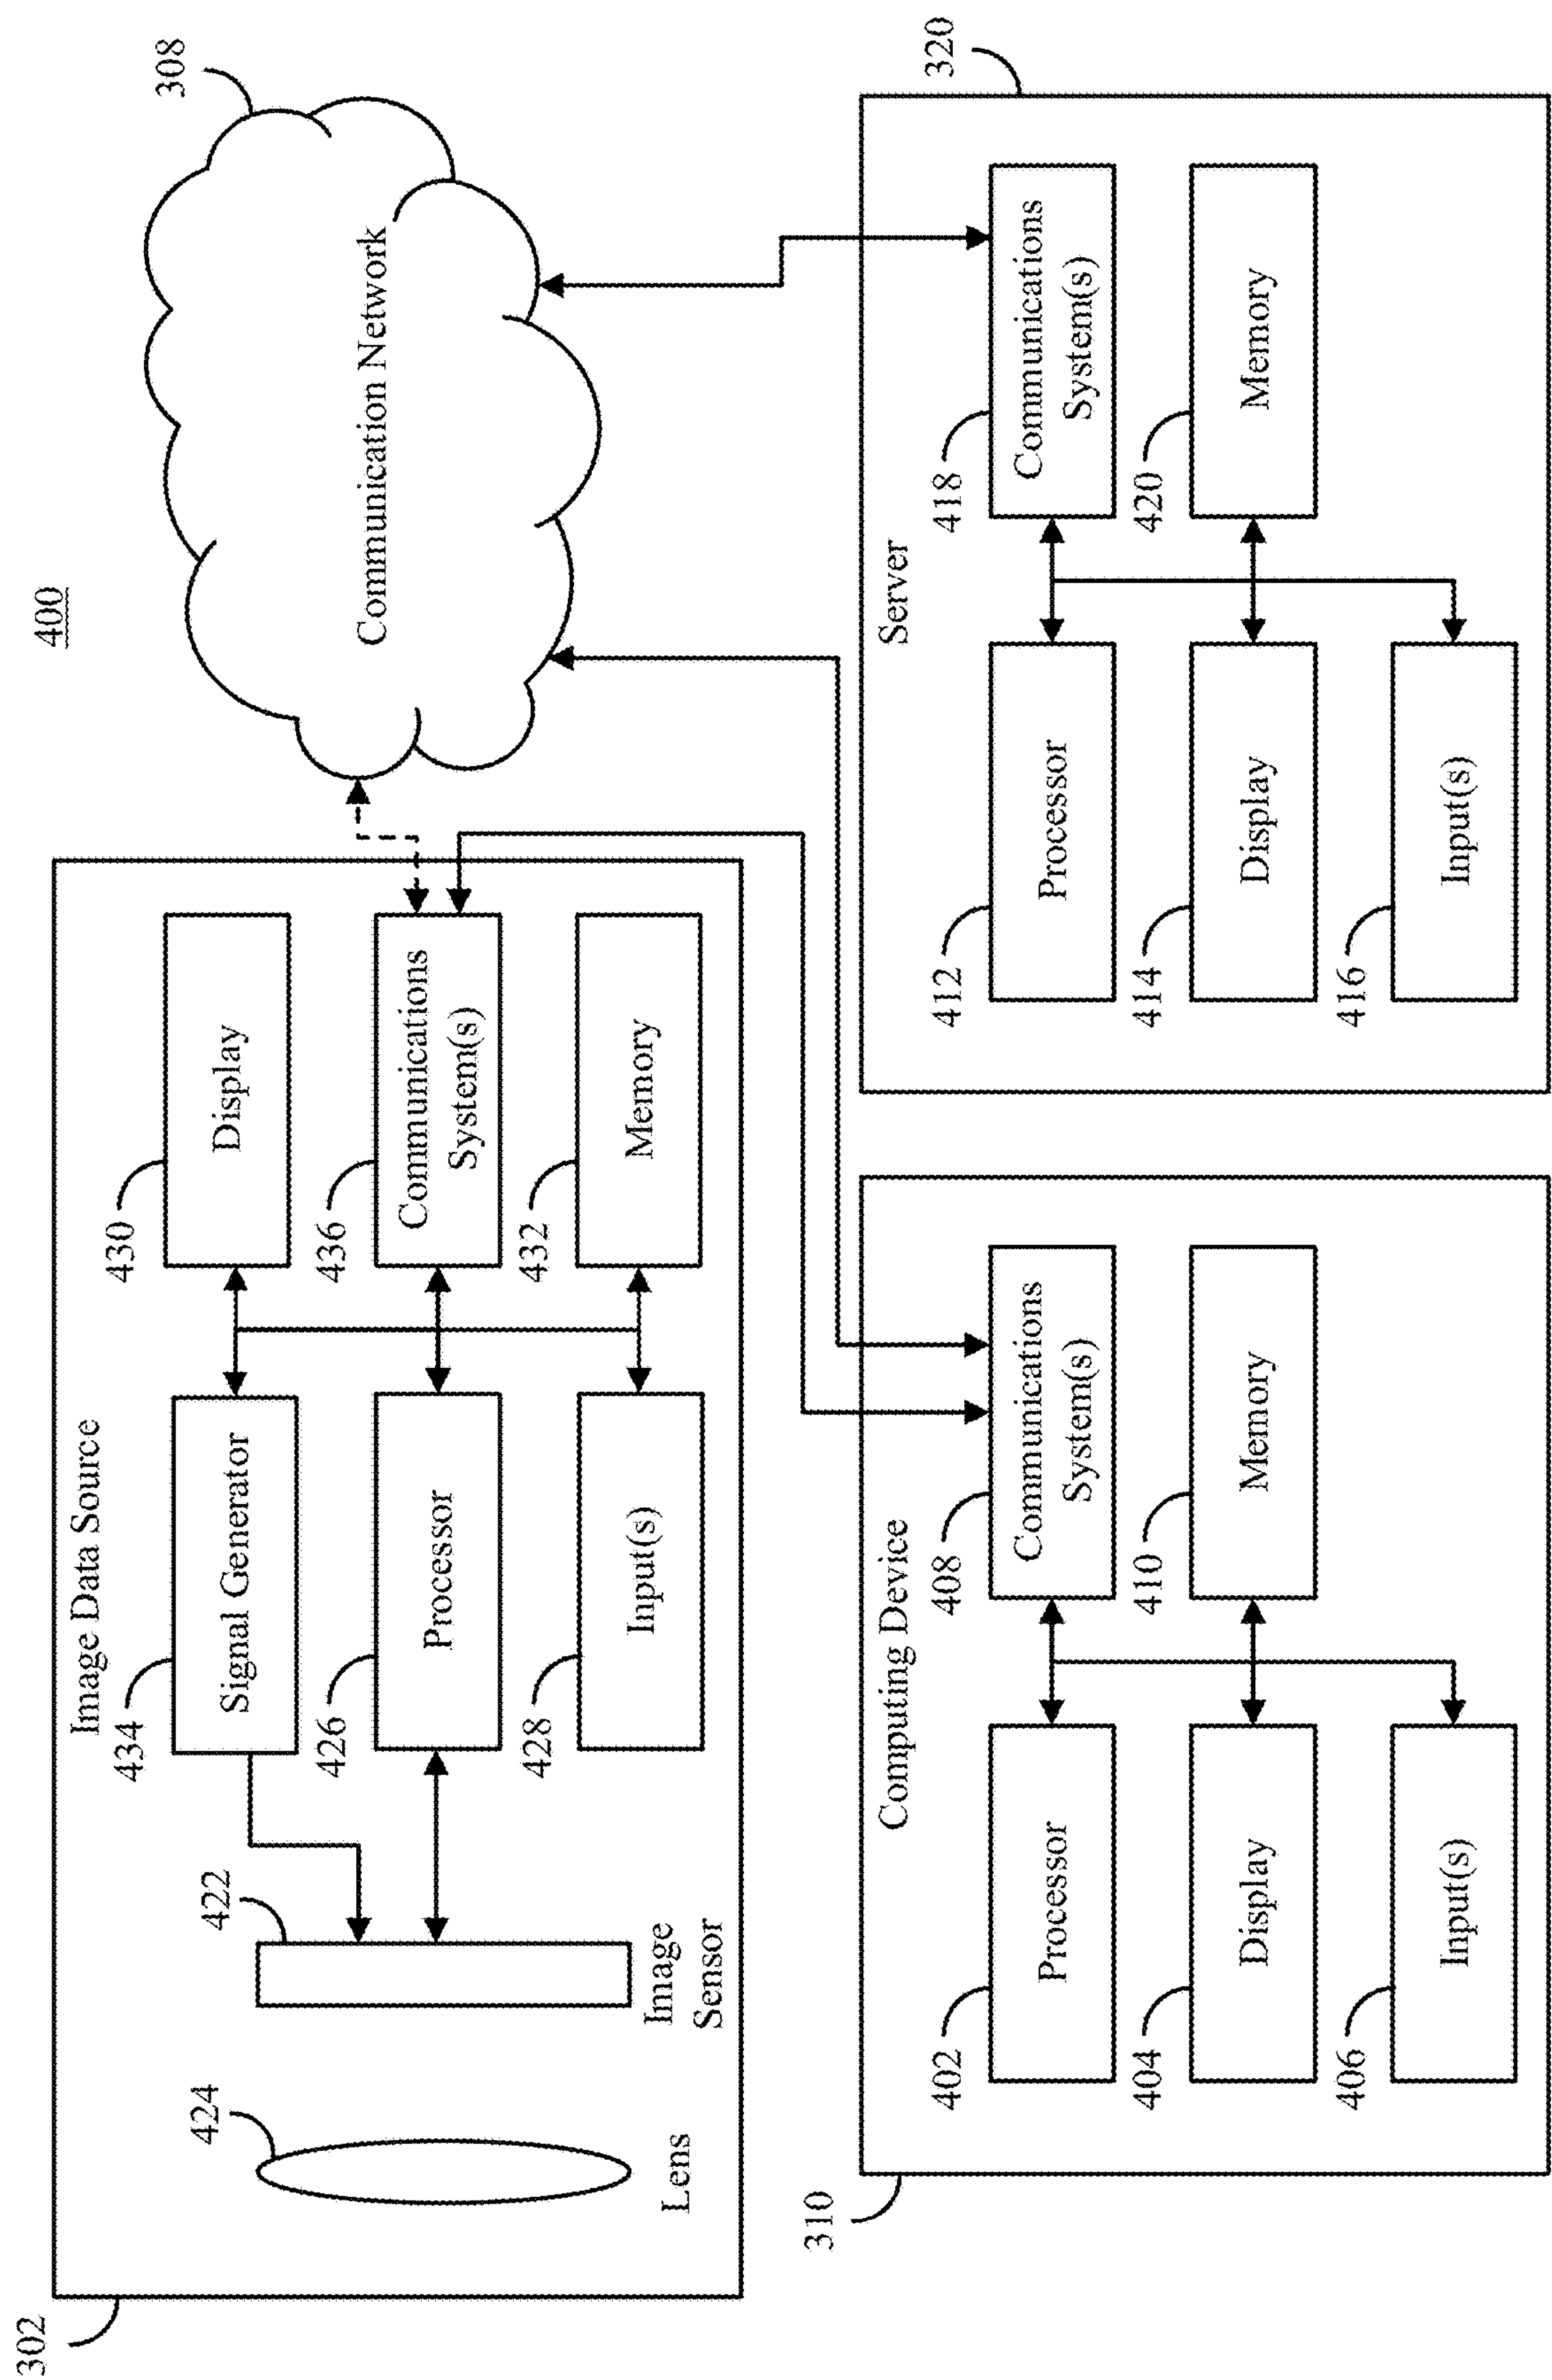 400
302
Image Data Source
424
Lens
422
Image
Sensor
434
Signal Generator
430
Display
426
Processor
436
Communications
System(s)
428
Input(s)
432
Memory
308
Communication Network
310
Computing Device
402
Processor
408
Communications
System(s)
404
Display
410
Memory
406
Input(s)
320
Server
412
Processor
418
Communications
System(s)
414
Display
420
Memory
416
Input(s)